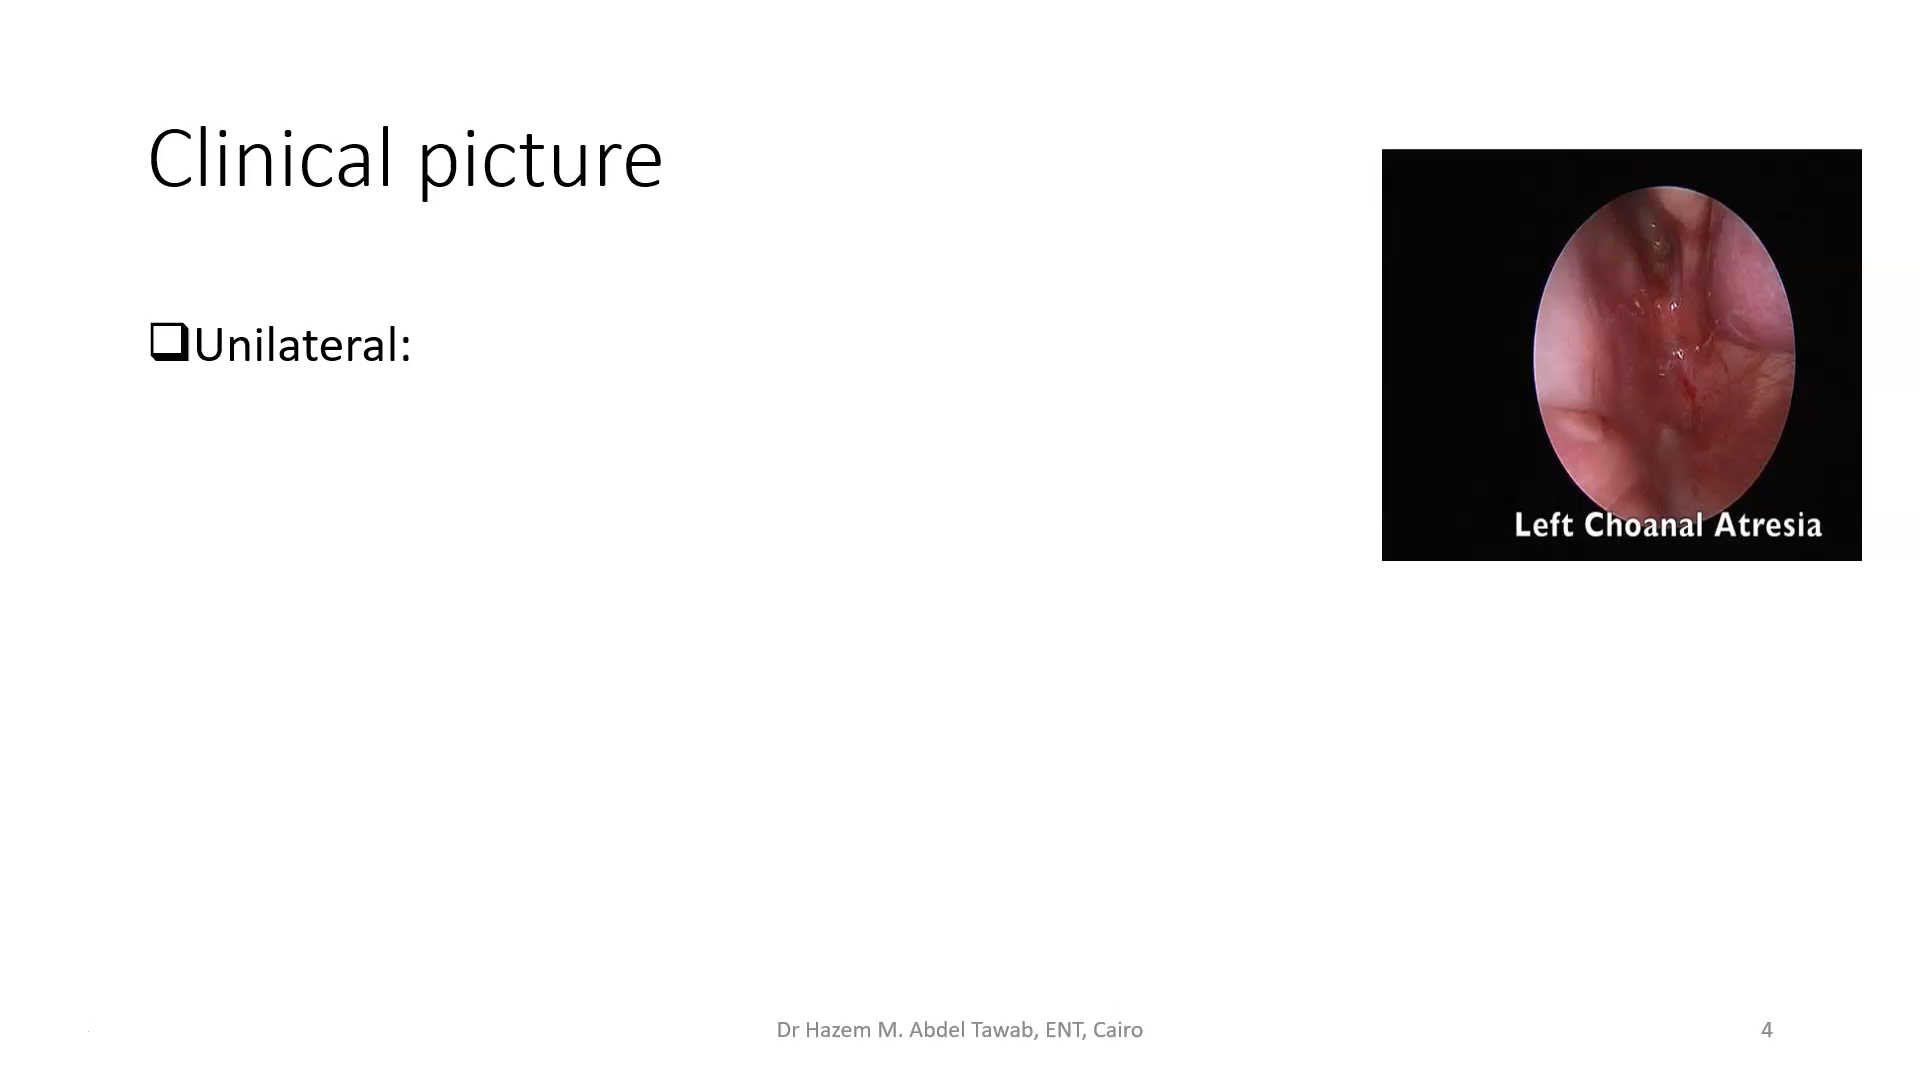 Clinical picture
Unilateral:
Left Choanal Atresia
Dr Hazem M. Abdel Tawab, ENT, Cairo
4